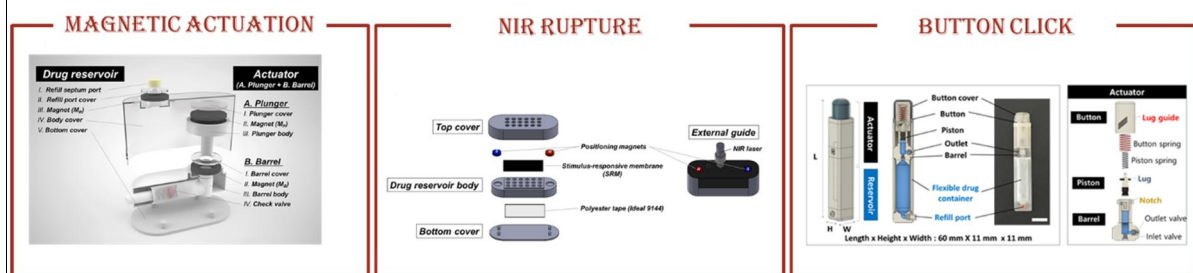 MAGNETIC ACTUATION
Drug reservoir
I. Refill septum port
II. Refill port cover
III. Magnet (MR)
IV. Body cover
V. Bottom cover
Actuator
(A. Plunger + B. Barrel)
A. Plunger
I. Plunger cover
II. Magnet (MP)
III. Plunger body
B. Barrel
I. Barrel cover
II. Magnet (MB)
III. Barrel body
IV. Check valve
NIR RUPTURE
Top cover
Positioning magnets
Stimulus-responsive membrane
(SRM)
Drug reservoir body
Polyester tape (Ideal 9144)
Bottom cover
External guide
NIR laser
BUTTON CLICK
L
H
W
Actuator
Reservoir
Button cover
Button
Piston
Outlet
Barrel
Flexible drug
container
Refill port
Length x Height x Width : 60 mm X 11 mm x 11 mm
Actuator
Button
Lug guide
Button spring
Piston spring
Piston
Lug
Notch
Barrel
Outlet valve
Inlet valve